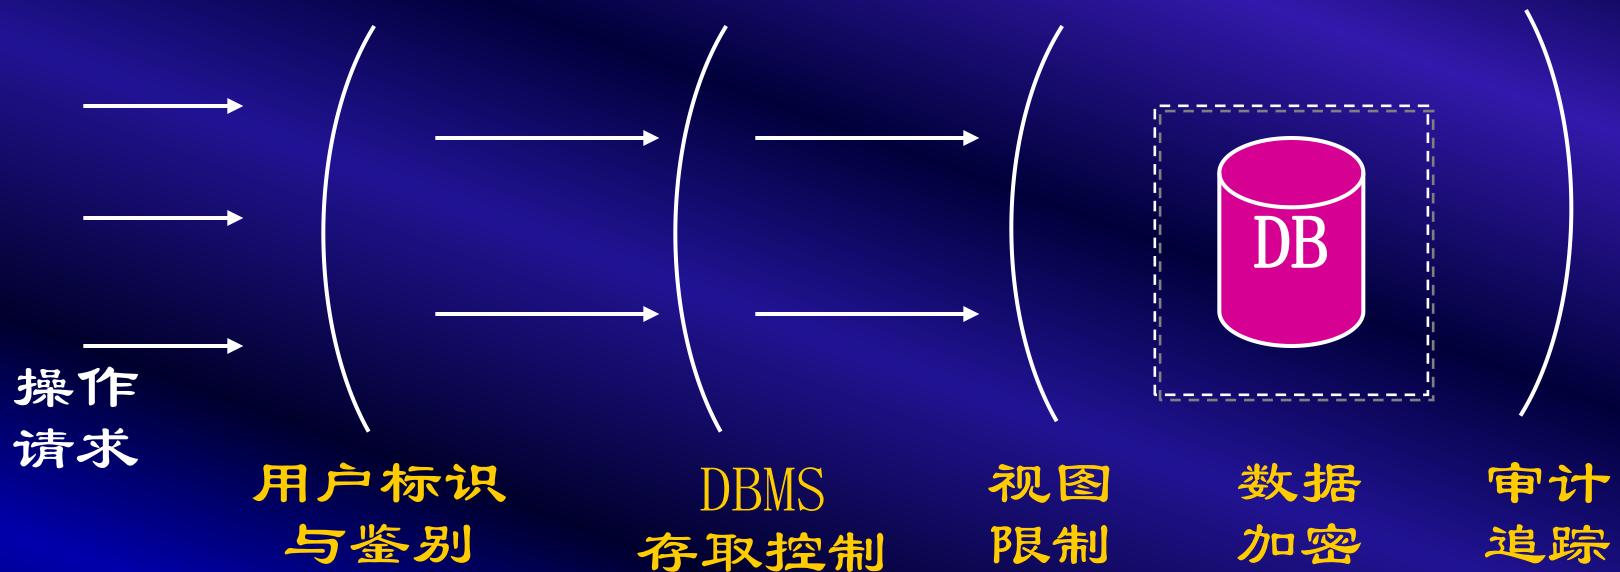 DB
操作
请求
用户标识
与鉴别
DBMS
存取控制
视图
限制
数据
加密
审计
追踪